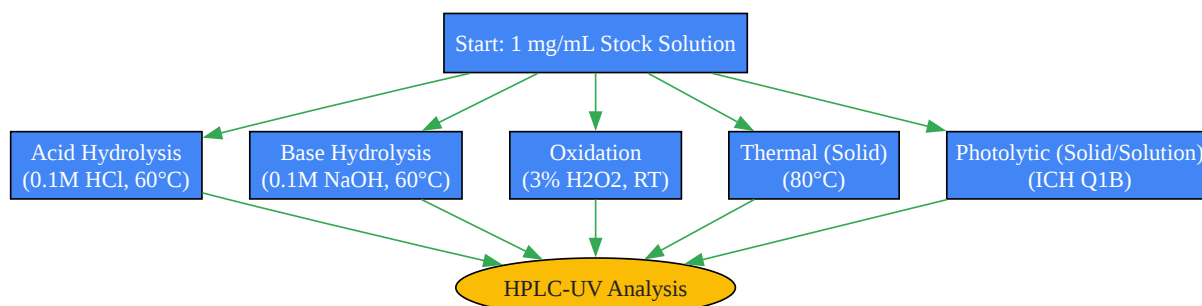 Start: 1 mg/mL Stock Solution
Acid Hydrolysis
(0.1M HCl, 60°C)
Base Hydrolysis
(0.1M NaOH, 60°C)
Oxidation
(3% H2O2, RT)
Thermal (Solid)
(80°C)
Photolytic (Solid/Solution)
(ICH Q1B)
HPLC-UV Analysis